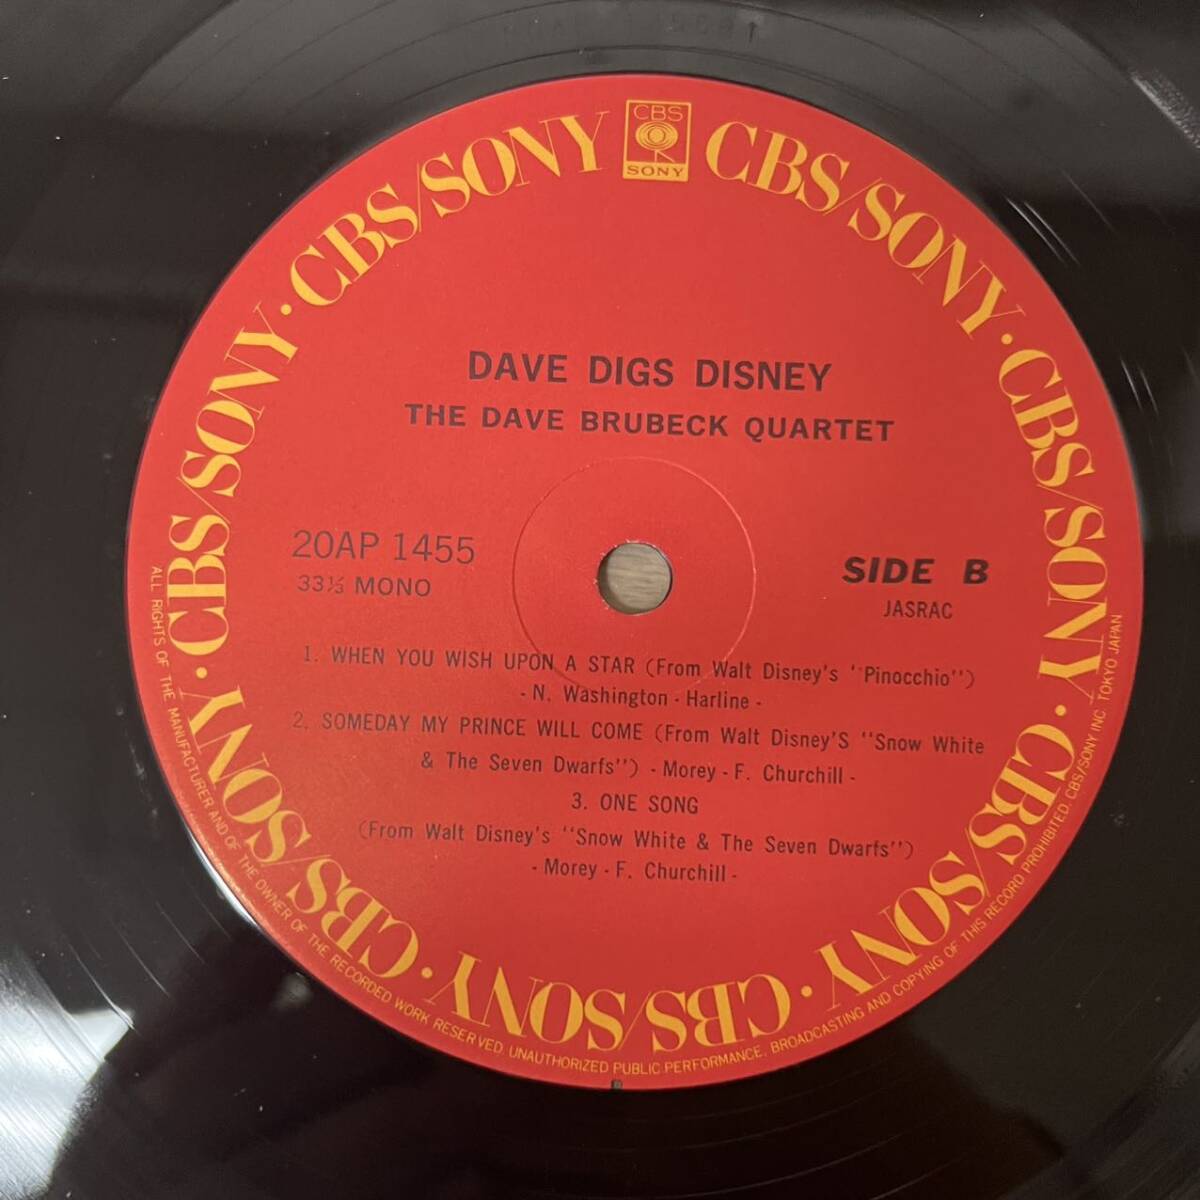 CBS
SONY
CBS/SONY · CBS/SONY · CBS/SONY · CBS/SONY · CBS/SONY · CBS/SONY · CBS/SONY · CBS/SONY
DAVE DIGS DISNEY
THE DAVE BRUBECK QUARTET
20AP 1455
33⅓ MONO
SIDE B
JASRAC
1. WHEN YOU WISH UPON A STAR (From Walt Disney's "Pinocchio")
- N. Washington - Harline -
2. SOMEDAY MY PRINCE WILL COME (From Walt Disney'S "Snow White
& The Seven Dwarfs") - Morey - F. Churchill -
3. ONE SONG
(From Walt Disney's "Snow White & The Seven Dwarfs")
- Morey - F. Churchill -
ALL RIGHTS OF THE MANUFACTURER AND OF THE OWNER OF THE RECORDED WORK RESERVED. UNAUTHORIZED PUBLIC PERFORMANCE, BROADCASTING AND COPYING OF THIS RECORD PROHIBITED. CBS/SONY INC. TOKYO JAPAN